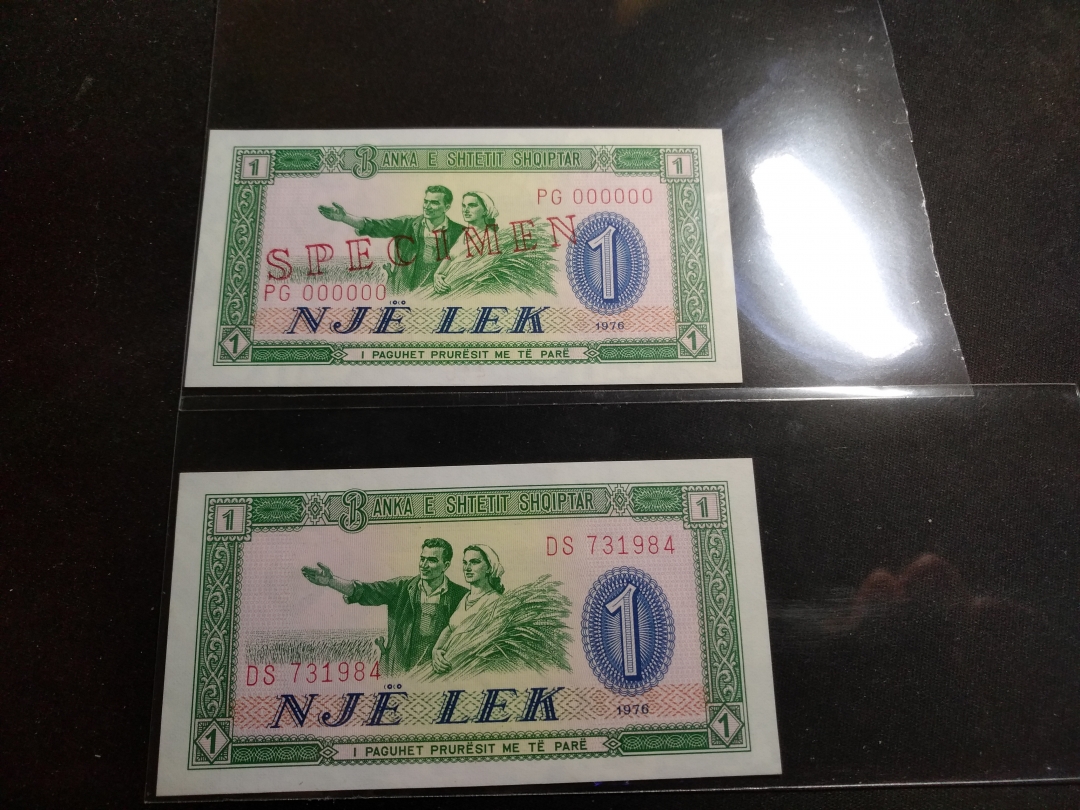 1 BANKA E SHTETIT SHQIPTAR 1
PG 000000
SPECIMEN
1
PG 000000
NJË LEK
1976
1 I PAGUHET PRURËSIT ME TË PARË 1
1 BANKA E SHTETIT SHQIPTAR 1
DS 731984
1
DS 731984
NJË LEK
1976
1 I PAGUHET PRURËSIT ME TË PARË 1